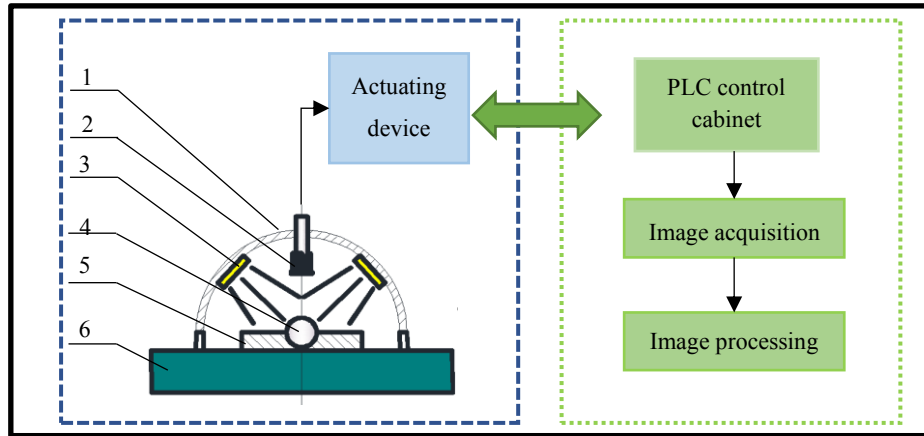 1
2
3
4
5
6
Actuating
device
PLC control
cabinet
Image acquisition
Image processing